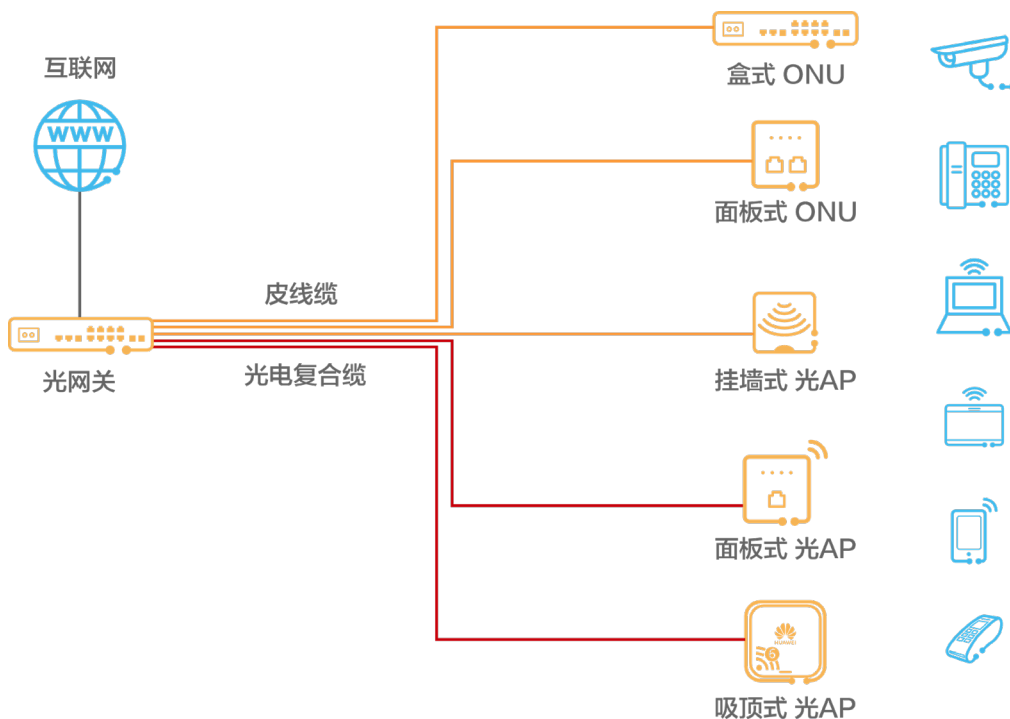 互联网
WWW
盒式 ONU
面板式 ONU
皮线缆
光网关
光电复合缆
挂墙式 光AP
面板式 光AP
HUAWEI
5
吸顶式 光AP